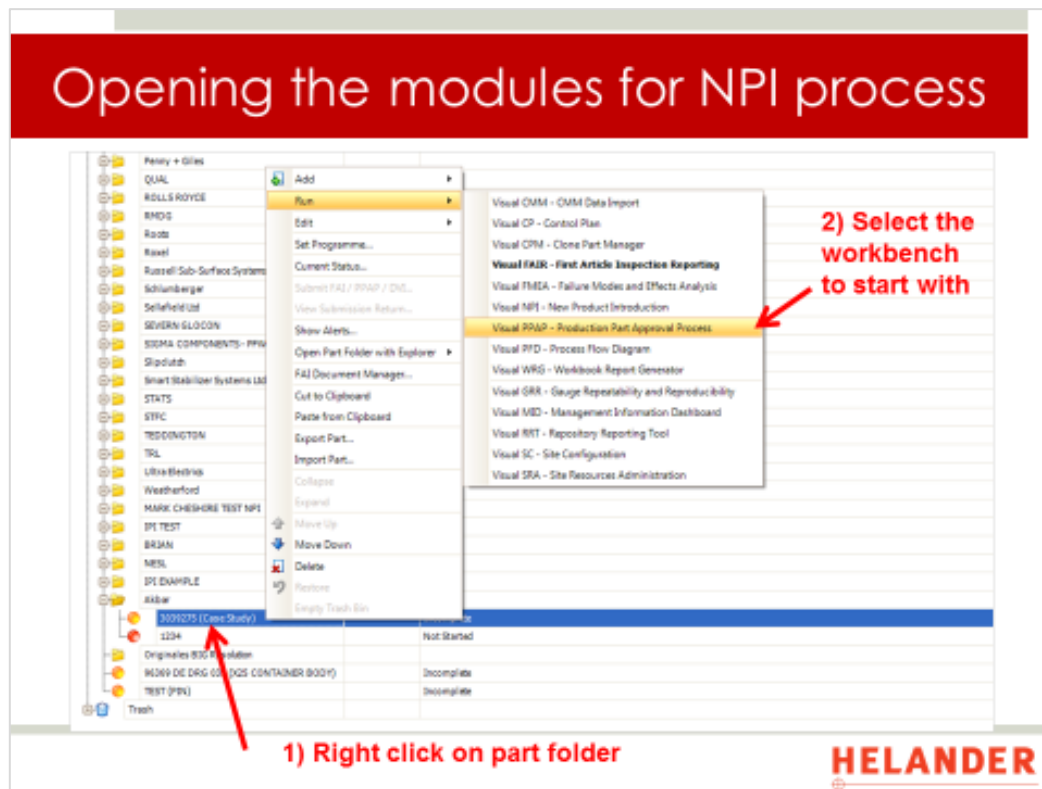 Opening the modules for NPI process
Penny + Giles
QUAL
ROLLS ROYCE
RMDG
Roots
Roxel
Russell Sub-Surface Systems
Schlumberger
Sellafield Ltd
SEVERN GLOCON
SIGMA COMPONENTS-
Slipclutch
Smart Stabilizer Systems Ltd
STATS
STFC
TEDDINGTON
TRL
Ultra Electrics
Weatherford
MARK CHESHIRE TEST NPI
IPI TEST
BRIAN
NESL
IPI EXAMPLE
Akbar
3039275 (Case Study)
1234
Not Started
Originales BIG
96369 DE DRG (X25 CONTAINER BODY)
Incomplete
TEST (PIN)
Incomplete
Trash
Add
Run
Edit
Set Programme...
Current Status...
Submit FAI / PPAP / DVI...
View Submission Return...
Show Alerts...
Open Part Folder with Explorer
FAI Document Manager...
Cut to Clipboard
Paste from Clipboard
Export Part...
Import Part...
Collapse
Expand
Move Up
Move Down
Delete
Restore
Empty Trash Bin
Visual CMM - CMM Data Import
Visual CP - Control Plan
Visual CPM - Clone Part Manager
Visual FAIR - First Article Inspection Reporting
Visual FMEA - Failure Modes and Effects Analysis
Visual NPI - New Product Introduction
Visual PPAP - Production Part Approval Process
Visual PFD - Process Flow Diagram
Visual WRG - Workbook Report Generator
Visual GRR - Gauge Repeatability and Reproducibility
Visual MID - Management Information Dashboard
Visual RRT - Repository Reporting Tool
Visual SC - Site Configuration
Visual SRA - Site Resources Administration
2) Select the
workbench
to start with
1) Right click on part folder
HELANDER